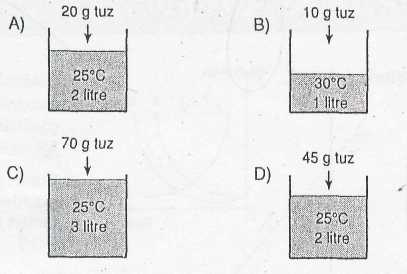 A)
20 g tuz
25°C
2 litre
B)
10 g tuz
30°C
1 litre
C)
70 g tuz
25°C
3 litre
D)
45 g tuz
25°C
2 litre